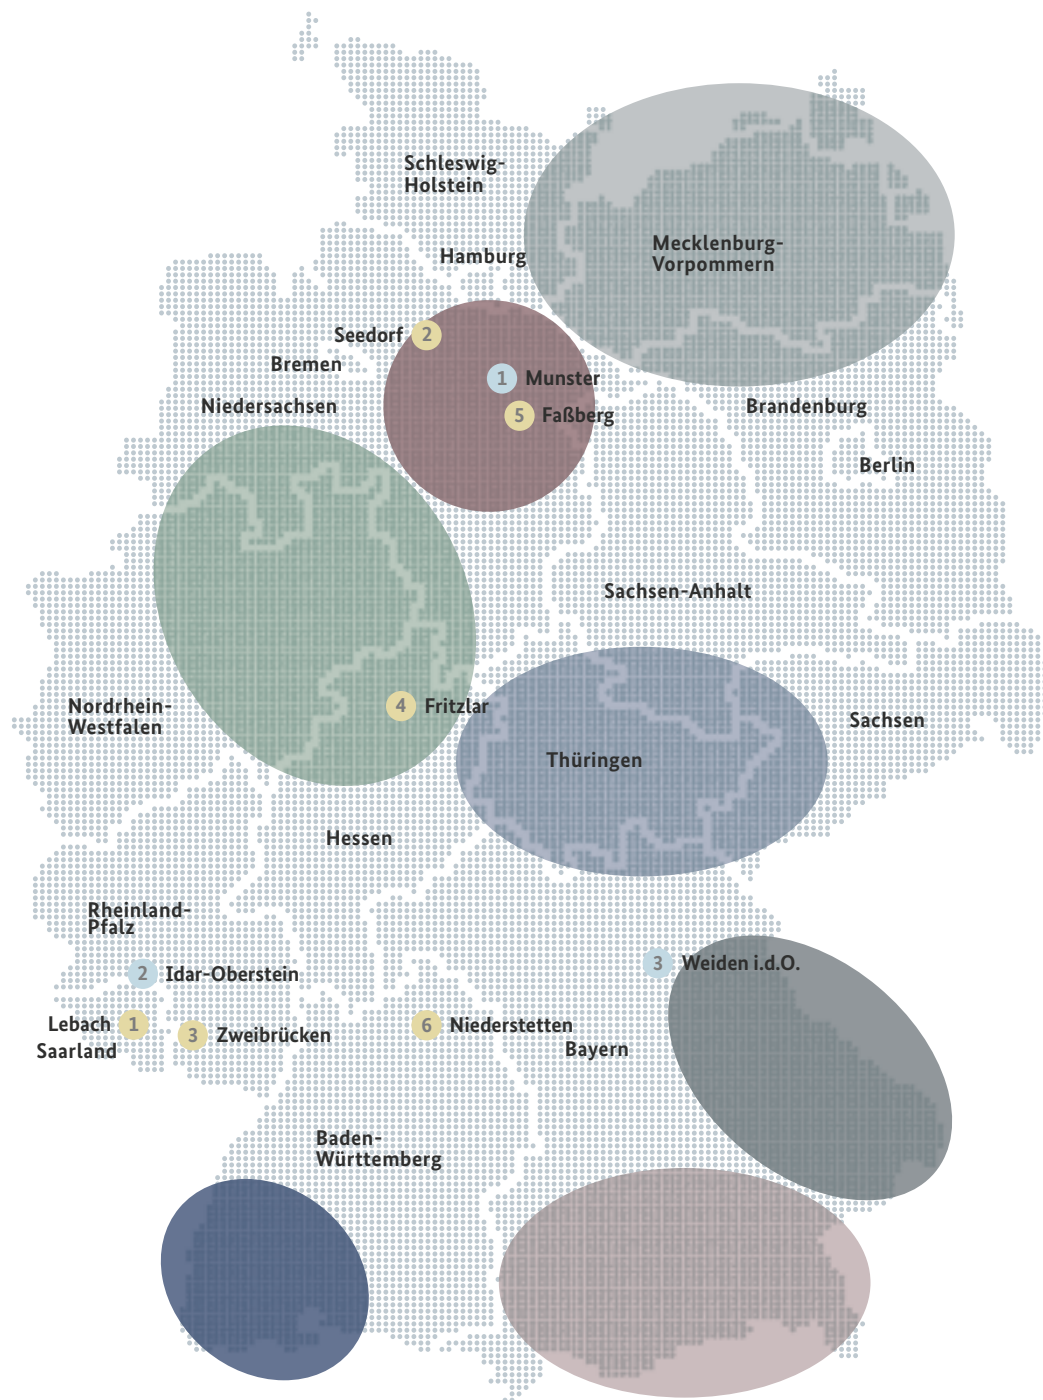 Schleswig-
Holstein
Mecklenburg-
Vorpommern
Hamburg
Seedorf 2
Bremen
1 Munster
Niedersachsen
5 Faßberg
Brandenburg
Berlin
Sachsen-Anhalt
Nordrhein-
Westfalen
4 Fritzlar
Sachsen
Thüringen
Hessen
Rheinland-
Pfalz
3 Weiden i.d.O.
2 Idar-Oberstein
Lebach 1
3 Zweibrücken
6 Niederstetten
Saarland
Bayern
Baden-
Württemberg